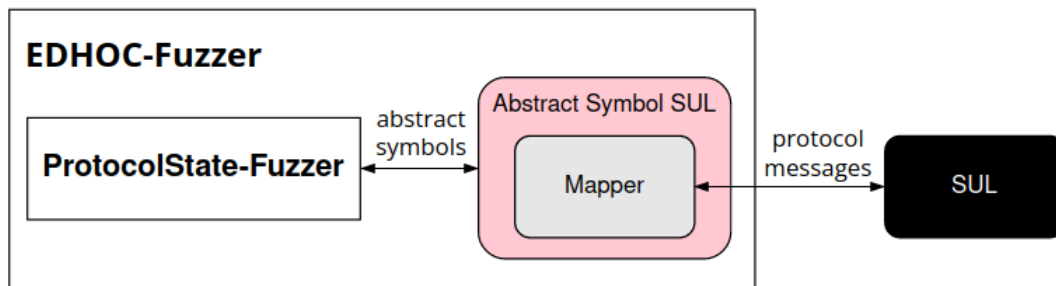 EDHOC-Fuzzer
ProtocolState-Fuzzer
abstract
symbols
Abstract Symbol SUL
Mapper
protocol
messages
SUL